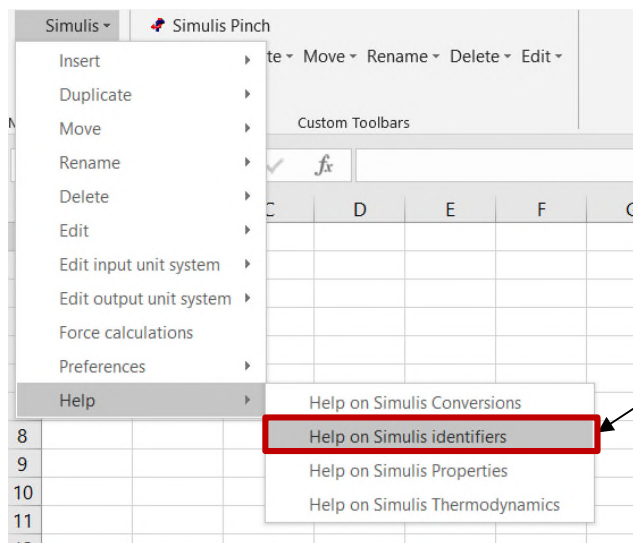 Simulis Simulis Pinch
Insert te Move Rename Delete Edit
Duplicate
Move Custom Toolbars
Rename fx
Delete
C D E F
Edit
Edit input unit system
Edit output unit system
Force calculations
Preferences
Help
Help on Simulis Conversions
8 Help on Simulis identifiers
9 Help on Simulis Properties
10 Help on Simulis Thermodynamics
11